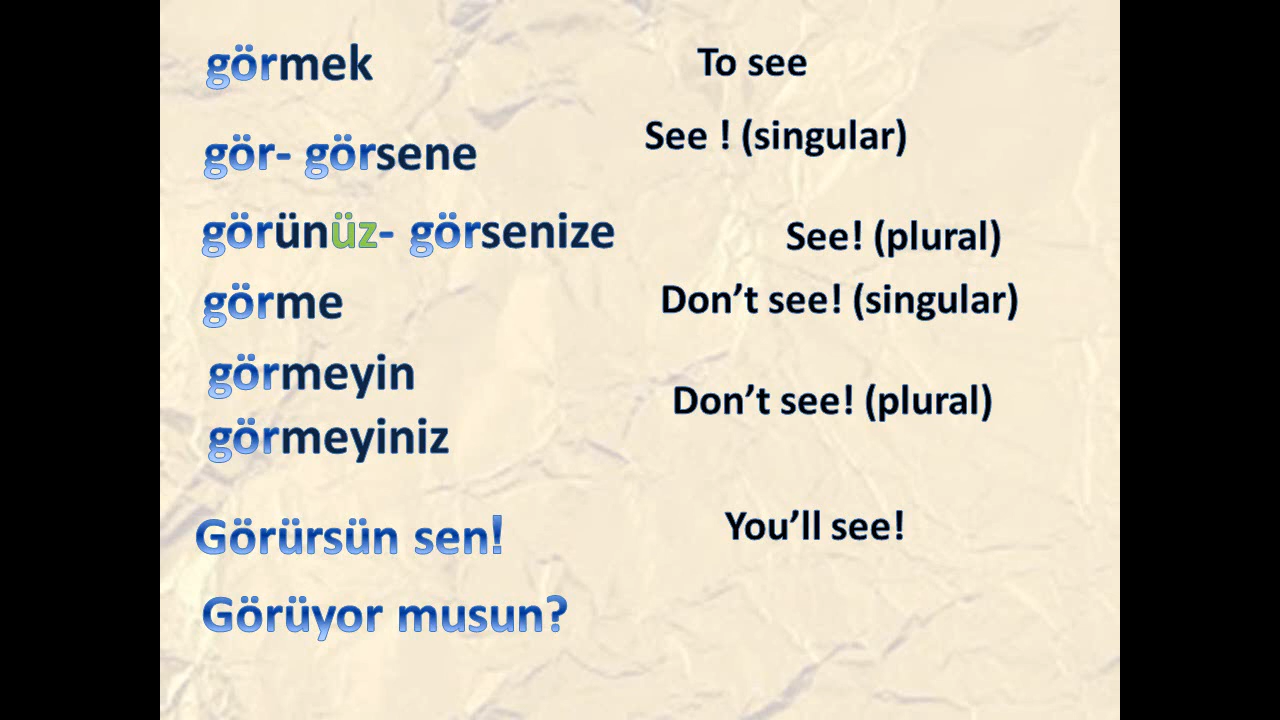 görmek To see
See ! (singular)
gör- görsene
görünüz- görsenize See! (plural)
görme Don't see! (singular)
görmeyin
Don't see! (plural)
görmeyiniz
Görürsün sen! You'll see!
Görüyor musun?